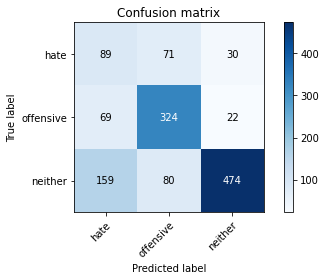 Confusion matrix
hate 89 71 30
offensive 69 324 22
neither 159 80 474
hate offensive neither
True label
Predicted label
400
300
200
100